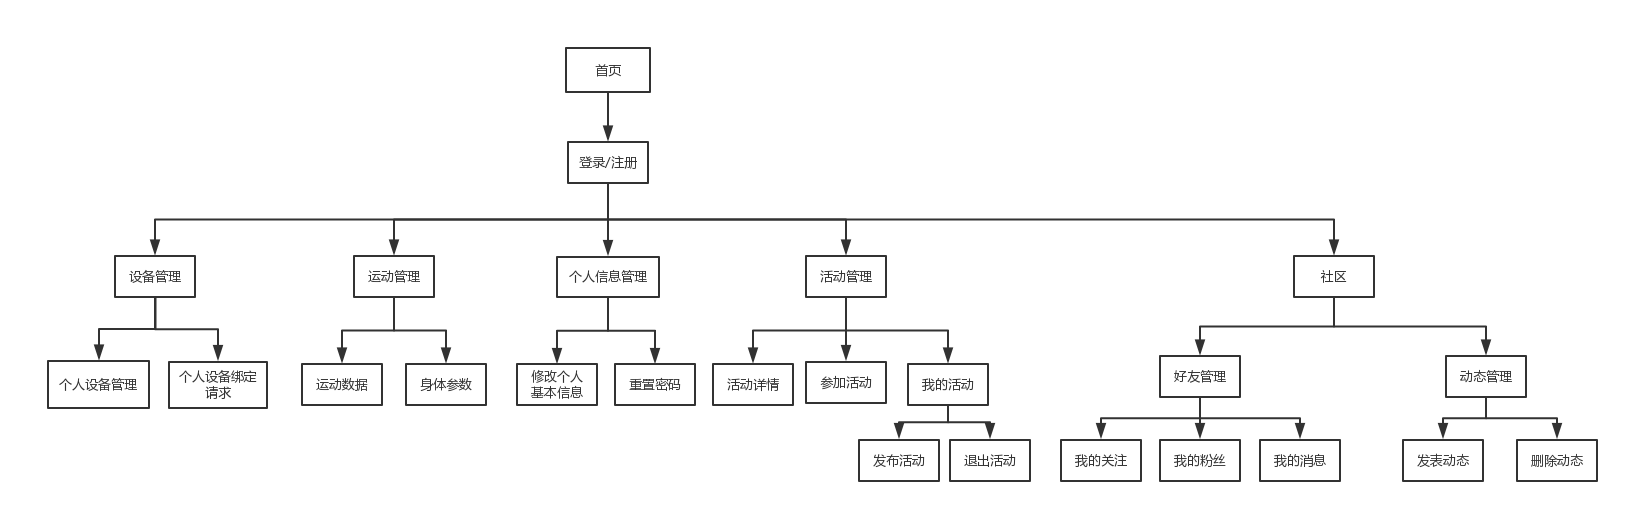 首页
登录/注册
设备管理
运动管理
个人信息管理
活动管理
社区
个人设备管理
个人设备绑定
请求
运动数据
身体参数
修改个人
基本信息
重置密码
活动详情
参加活动
我的活动
好友管理
动态管理
发布活动
退出活动
我的关注
我的粉丝
我的消息
发表动态
删除动态